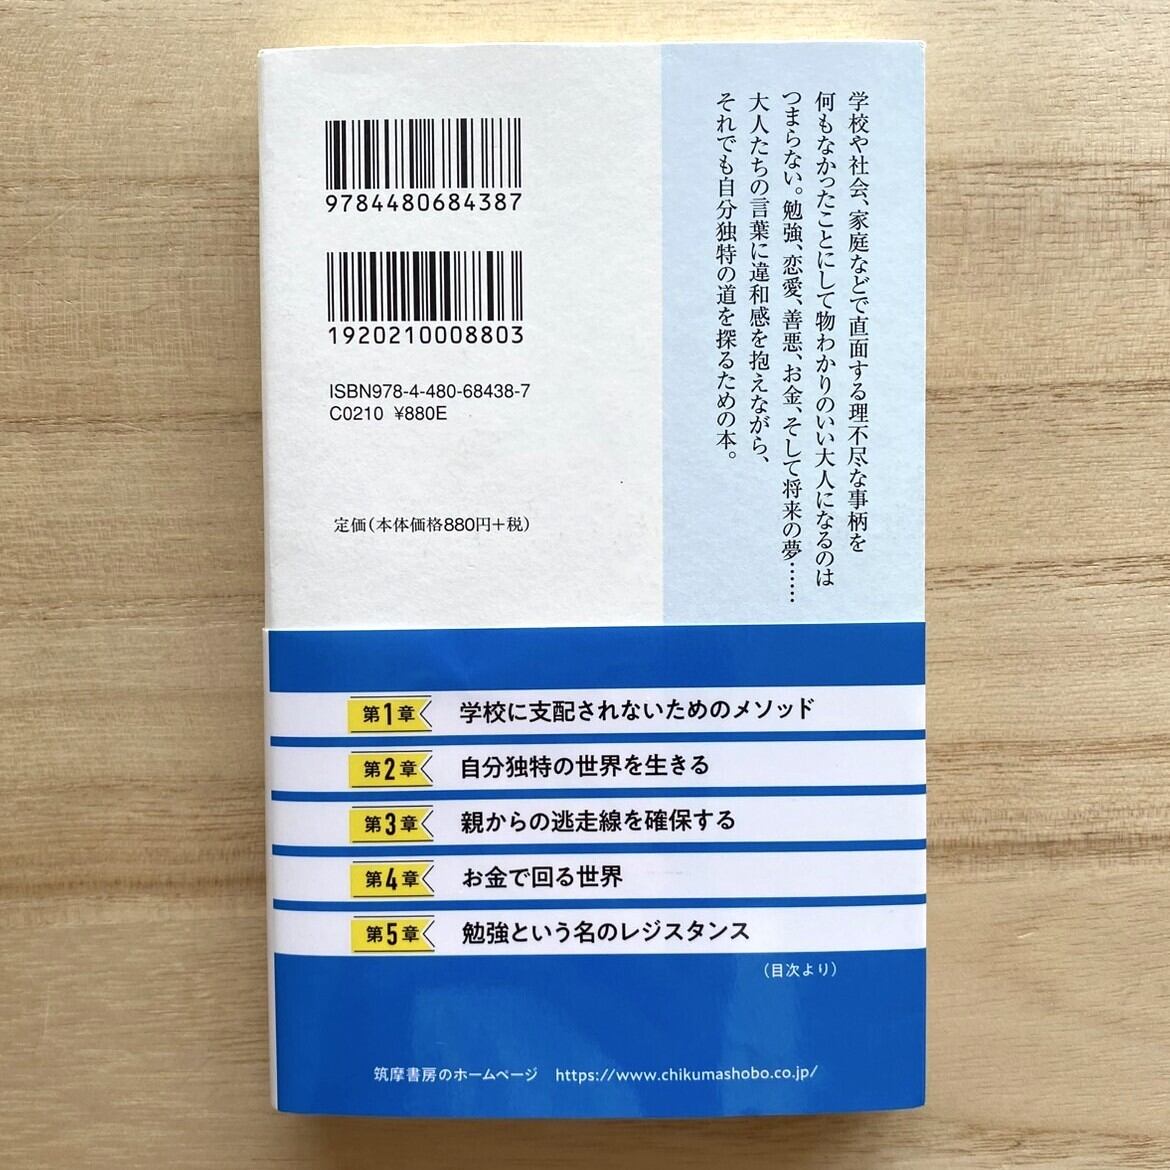 学校や社会、家庭などで直面する理不尽な事柄を
何もなかったことにして物わかりのいい大人になるのは
つまらない。勉強、恋愛、善悪、お金、そして将来の夢……
大人たちの言葉に違和感を抱えながら、
それでも自分独特の道を探るための本。
9784480684387
1920210008803
ISBN978-4-480-68438-7
C0210 ¥880E
定価(本体価格880円+税)
第1章 学校に支配されないためのメソッド
第2章 自分独特の世界を生きる
第3章 親からの逃走線を確保する
第4章 お金で回る世界
第5章 勉強という名のレジスタンス
(目次より)
筑摩書房のホームページ https://www.chikumashobo.co.jp/